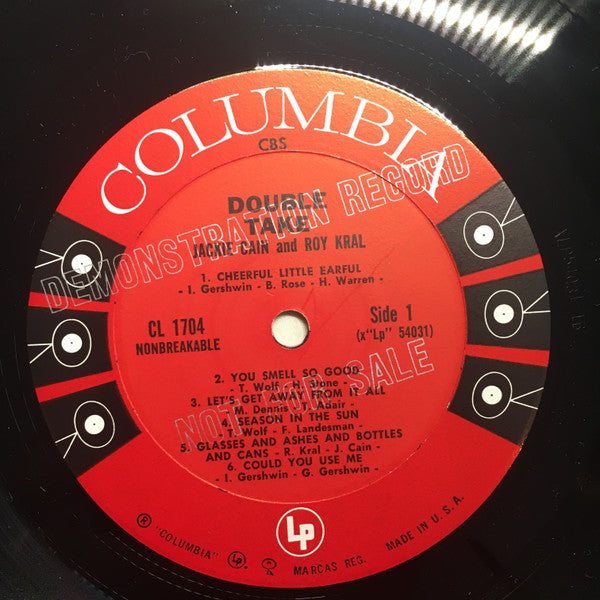 COLUMBIA
CBS
DEMONSTRATION RECORD
DOUBLE
TAKE
JACKIE CAIN and ROY KRAL
1. CHEERFUL LITTLE EARFUL
- I. Gershwin - B. Rose - H. Warren -
CL 1704
NONBREAKABLE
Side 1
(x"Lp" 54031)
2. YOU SMELL SO GOOD
- T. Wolf - H. Stone -
3. LET'S GET AWAY FROM IT ALL
M. Dennis - T. Adair -
4. SEASON IN THE SUN
T. Wolf - F. Landesman -
5. GLASSES AND ASHES AND BOTTLES
AND CANS - R. Kral - J. Cain -
6. COULD YOU USE ME
- I. Gershwin - G. Gershwin -
NOT FOR SALE
LP
® "COLUMBIA" LP MARCAS REG. MADE IN U.S.A.